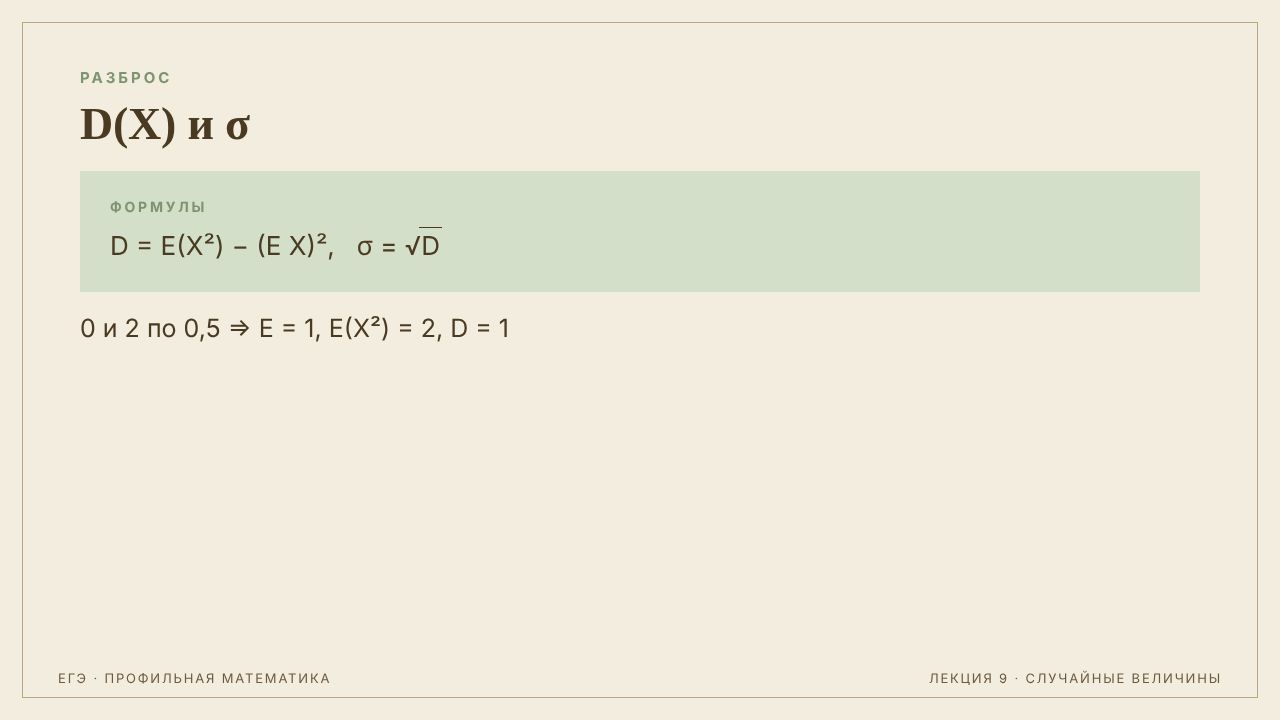 РАЗБРОС
D(X) и σ
ФОРМУЛЫ
D = E(X²) − (E X)², σ = √D
0 и 2 по 0,5 ⇒ E = 1, E(X²) = 2, D = 1
ЕГЭ · ПРОФИЛЬНАЯ МАТЕМАТИКА
ЛЕКЦИЯ 9 · СЛУЧАЙНЫЕ ВЕЛИЧИНЫ